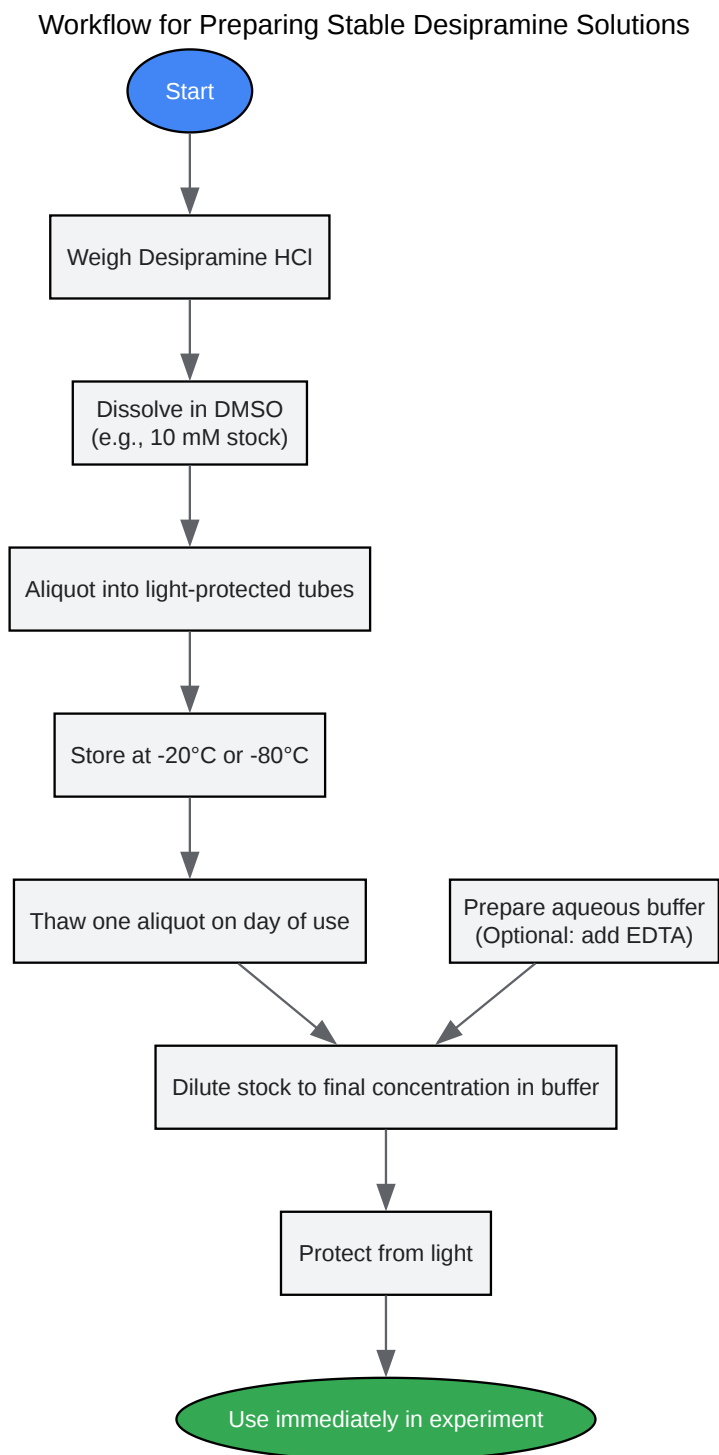 Workflow for Preparing Stable Desipramine Solutions
Start
Weigh Desipramine HCl
Dissolve in DMSO
(e.g., 10 mM stock)
Aliquot into light-protected tubes
Store at -20°C or -80°C
Thaw one aliquot on day of use
Prepare aqueous buffer
(Optional: add EDTA)
Dilute stock to final concentration in buffer
Protect from light
Use immediately in experiment